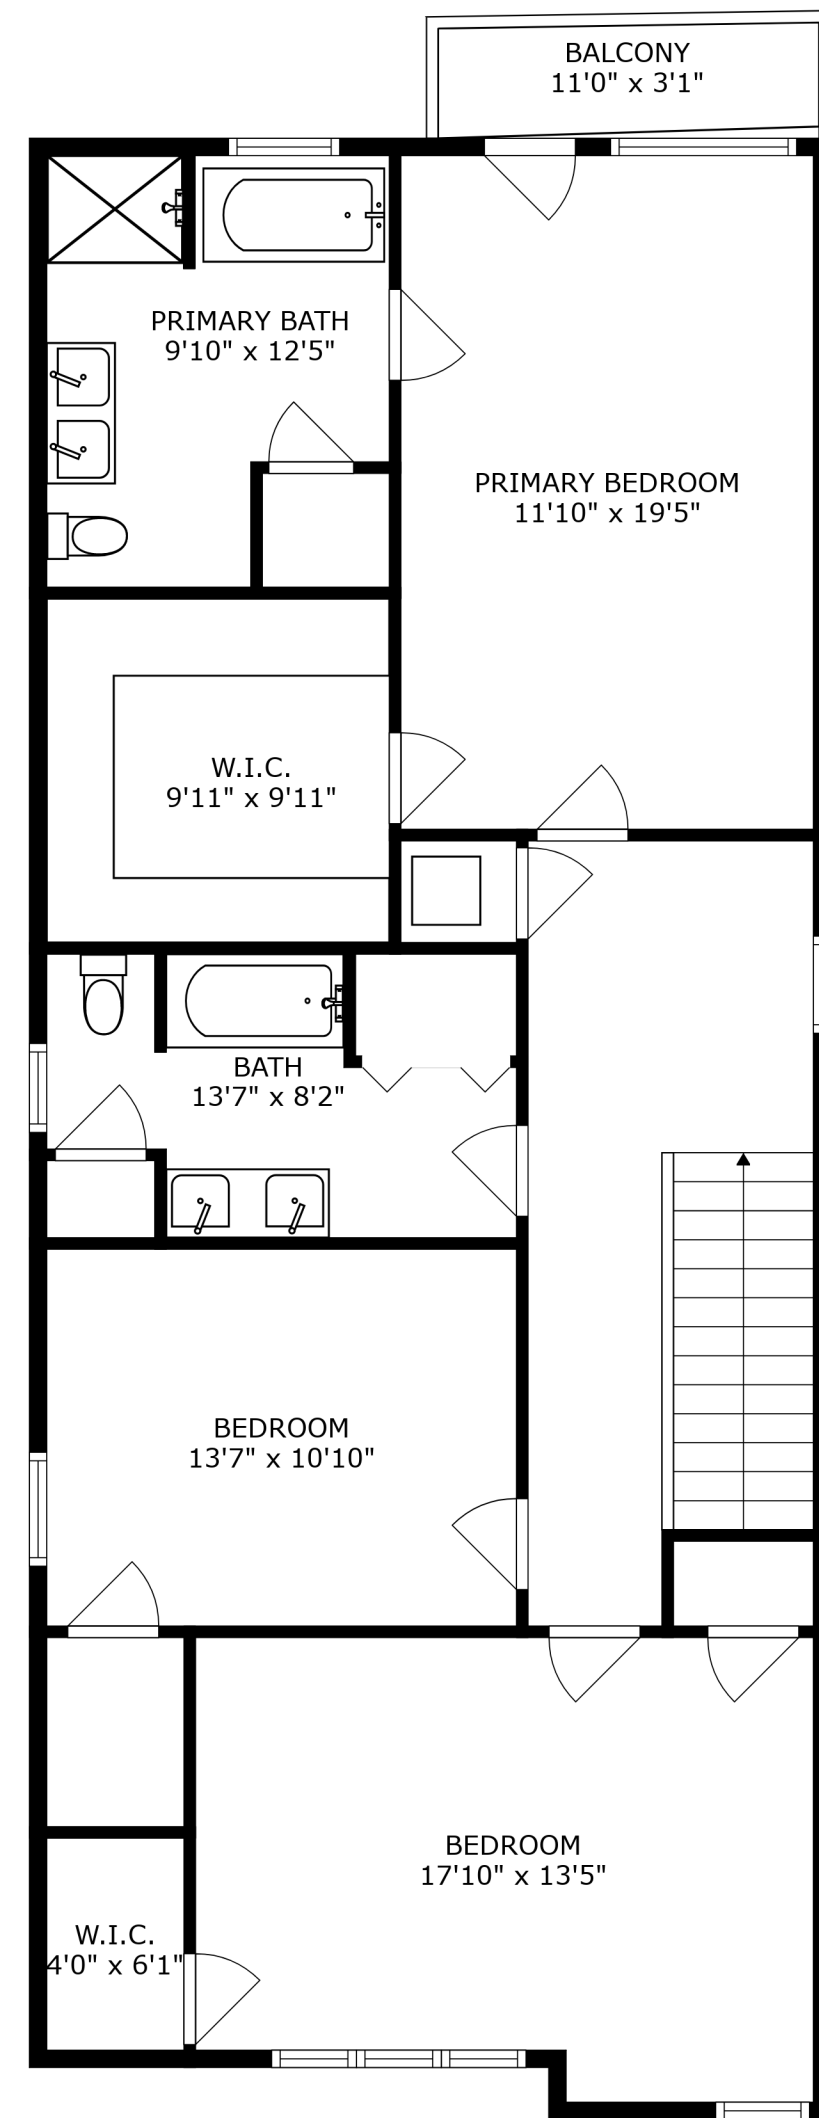 BALCONY
11'0" x 3'1"
PRIMARY BATH
9'10" x 12'5"
PRIMARY BEDROOM
11'10" x 19'5"
W.I.C.
9'11" x 9'11"
BATH
13'7" x 8'2"
BEDROOM
13'7" x 10'10"
BEDROOM
17'10" x 13'5"
W.I.C.
4'0" x 6'1"